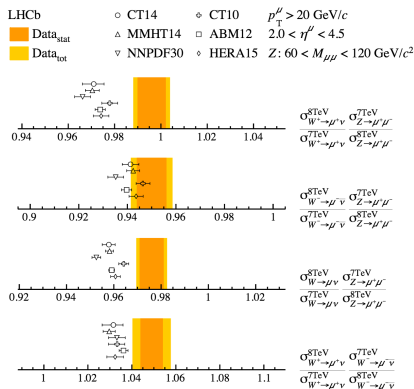 LHCb
CT14 CT10 p_T^μ > 20 GeV/c
Data_stat MMHT14 ABM12 2.0 < η^μ < 4.5
Data_tot NNPDF30 HERA15 Z: 60 < M_μμ < 120 GeV/c²
0.94 0.96 0.98 1 1.02 1.04
σ^8TeV_W⁺→μ⁺ν σ^7TeV_Z→μ⁺μ⁻
σ^7TeV_W⁺→μ⁺ν σ^8TeV_Z→μ⁺μ⁻
0.9 0.92 0.94 0.96 0.98 1
σ^8TeV_W⁻→μ⁻ν̄ σ^7TeV_Z→μ⁺μ⁻
σ^7TeV_W⁻→μ⁻ν̄ σ^8TeV_Z→μ⁺μ⁻
0.92 0.94 0.96 0.98 1 1.02
σ^8TeV_W→μν σ^7TeV_Z→μ⁺μ⁻
σ^7TeV_W→μν σ^8TeV_Z→μ⁺μ⁻
1 1.02 1.04 1.06 1.08 1.1
σ^8TeV_W⁺→μ⁺ν σ^7TeV_W⁻→μ⁻ν̄
σ^7TeV_W⁺→μ⁺ν σ^8TeV_W⁻→μ⁻ν̄